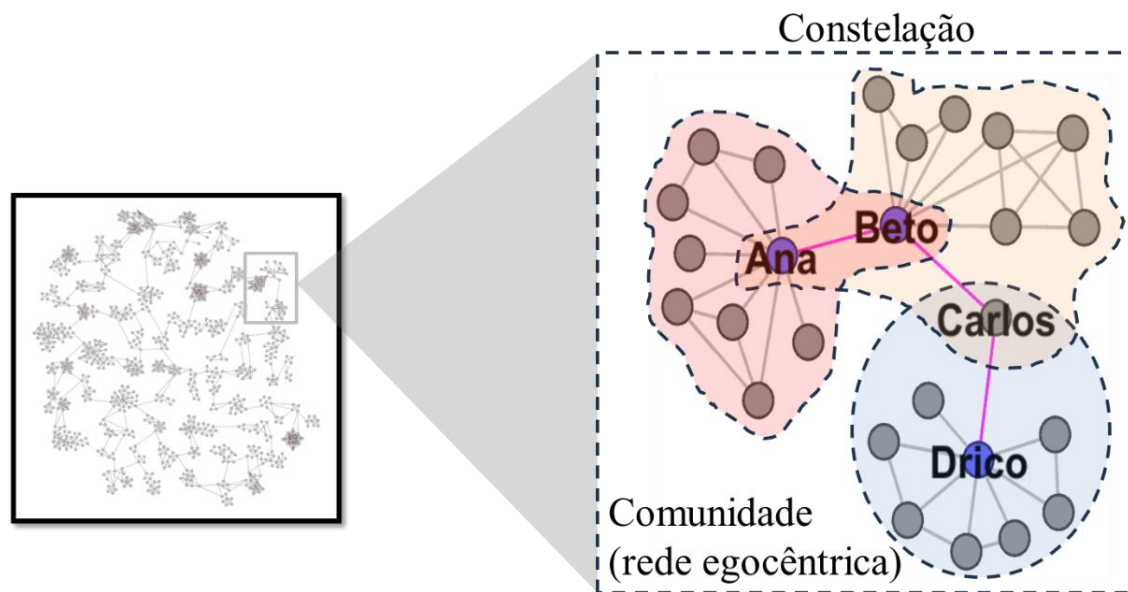 Constelação
Beto
Ana
Carlos
Drico
Comunidade
(rede egocêntrica)